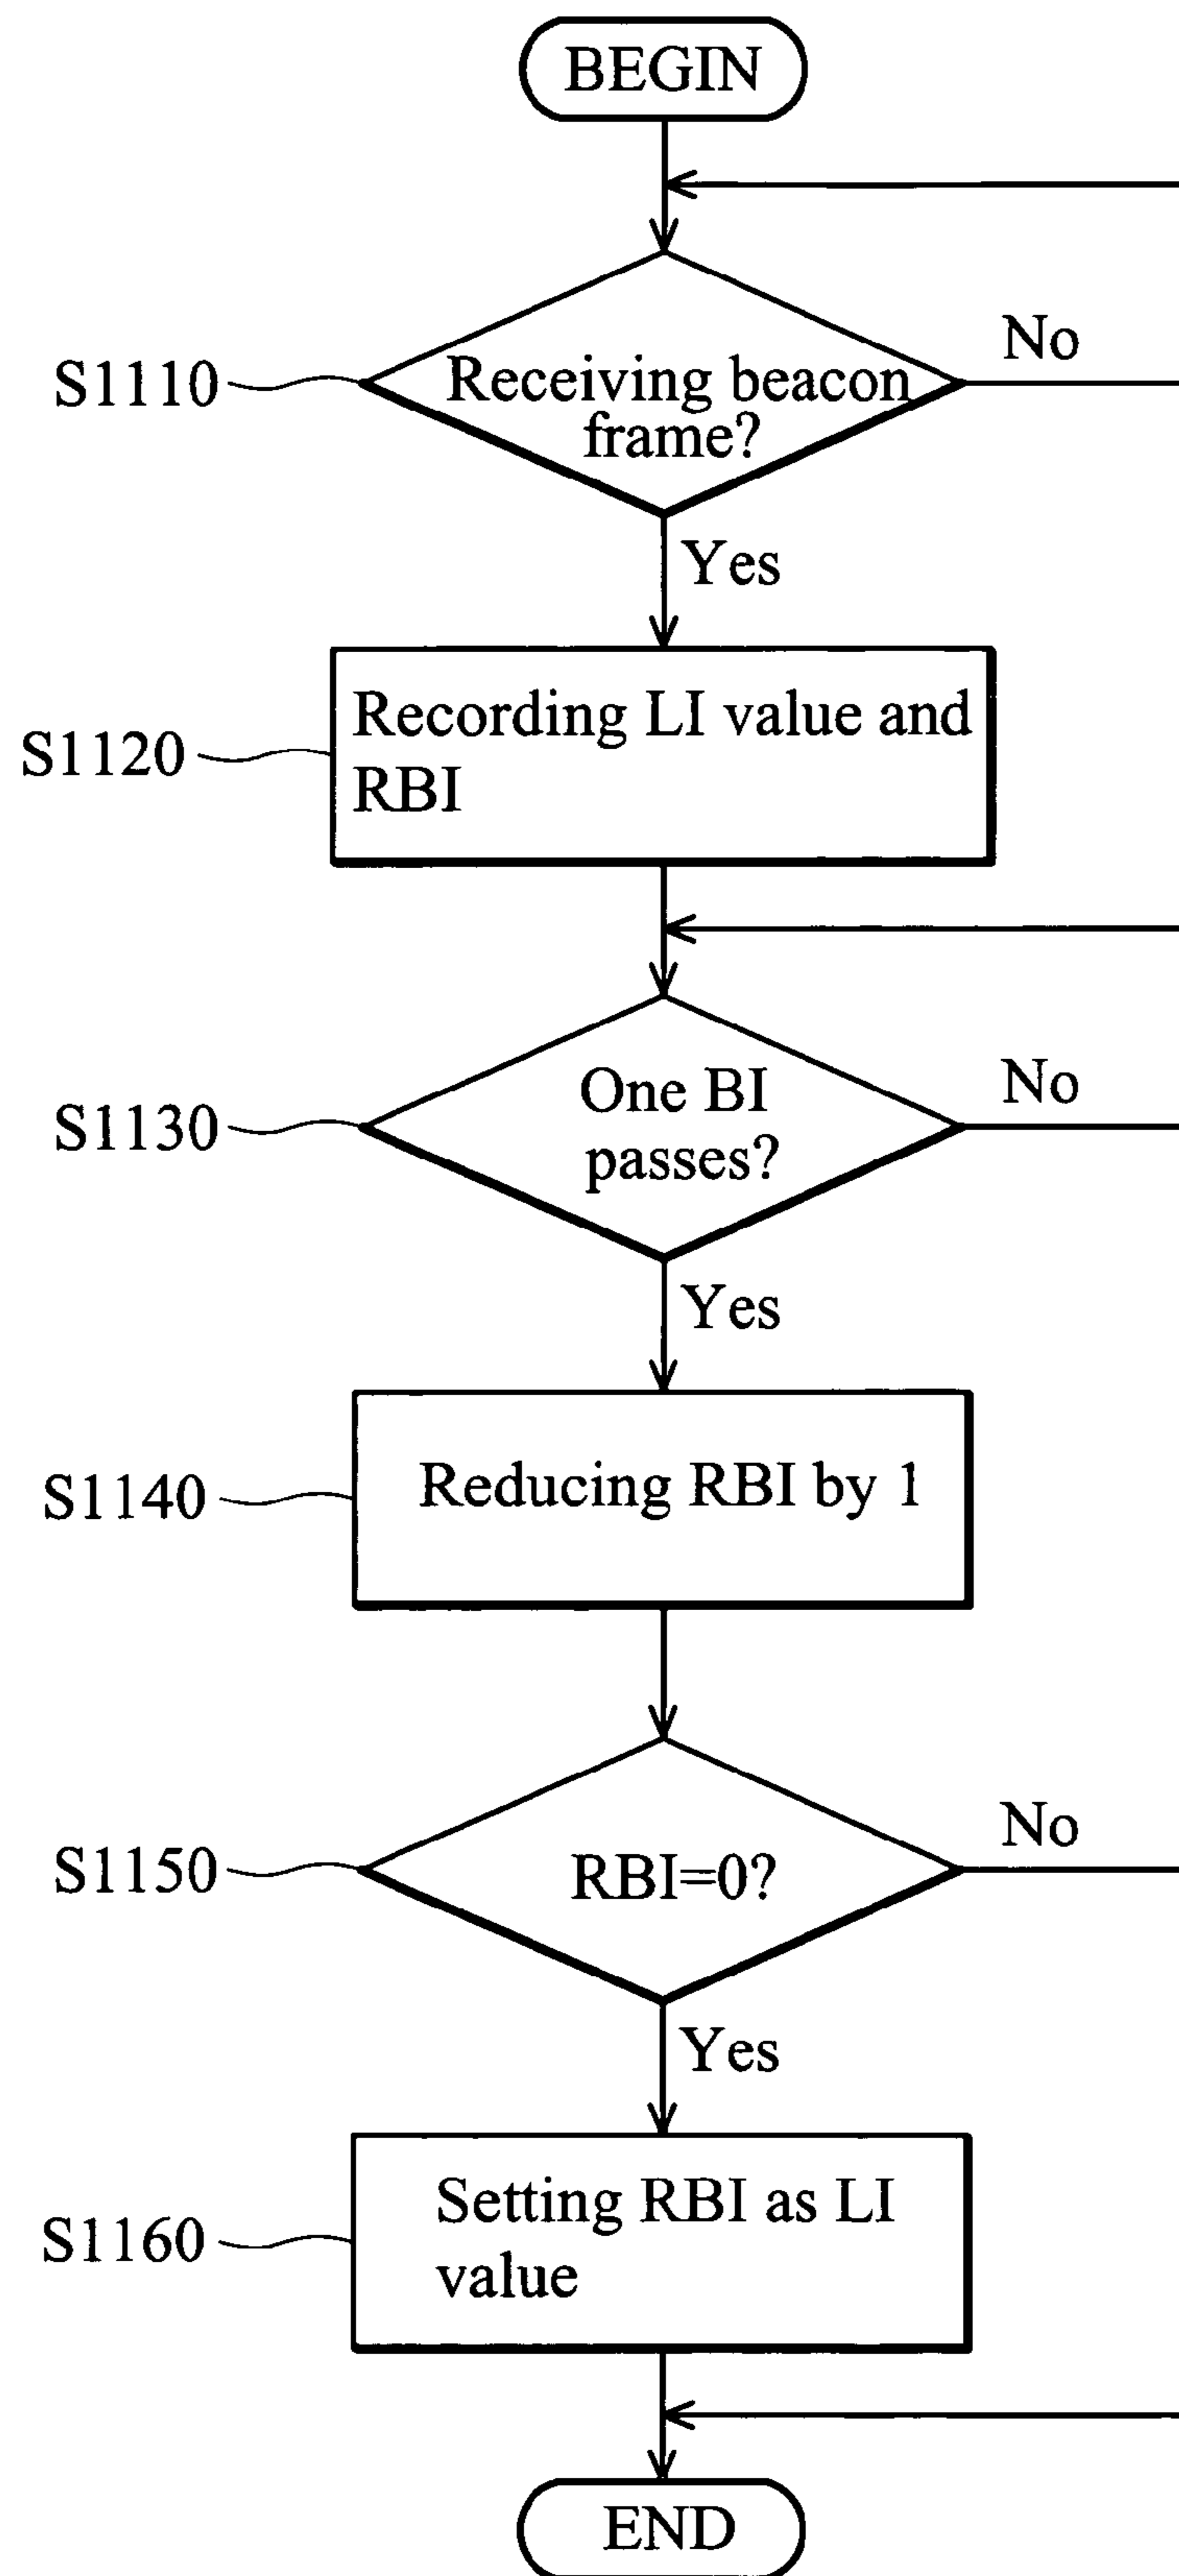 BEGIN
No
S1110
Receiving beacon
frame?
Yes
Recording LI value and
S1120
RBI
No
One BI
S1130
passes?
Yes
Reducing RBI by 1
S1140
No
S1150
RBI=0?
Yes
Setting RBI as LI
S1160
value
END